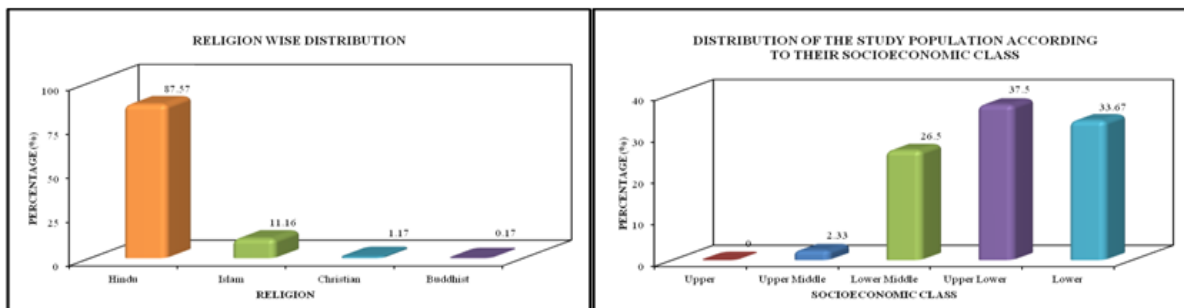 RELIGION WISE DISTRIBUTION
PERCENTAGE (%)
100
75
50
25
0
87.57
11.16
1.17
0.17
Hindu Islam Christian Buddhist
RELIGION
DISTRIBUTION OF THE STUDY POPULATION ACCORDING
TO THEIR SOCIOECONOMIC CLASS
PERCENTAGE (%)
40
30
20
10
0
0
2.33
26.5
37.5
33.67
Upper Upper Middle Lower Middle Upper Lower Lower
SOCIOECONOMIC CLASS